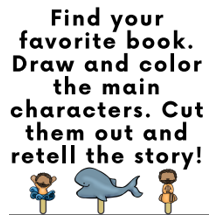 Find your
favorite book.
Draw and color
the main
characters. Cut
them out and
retell the story!